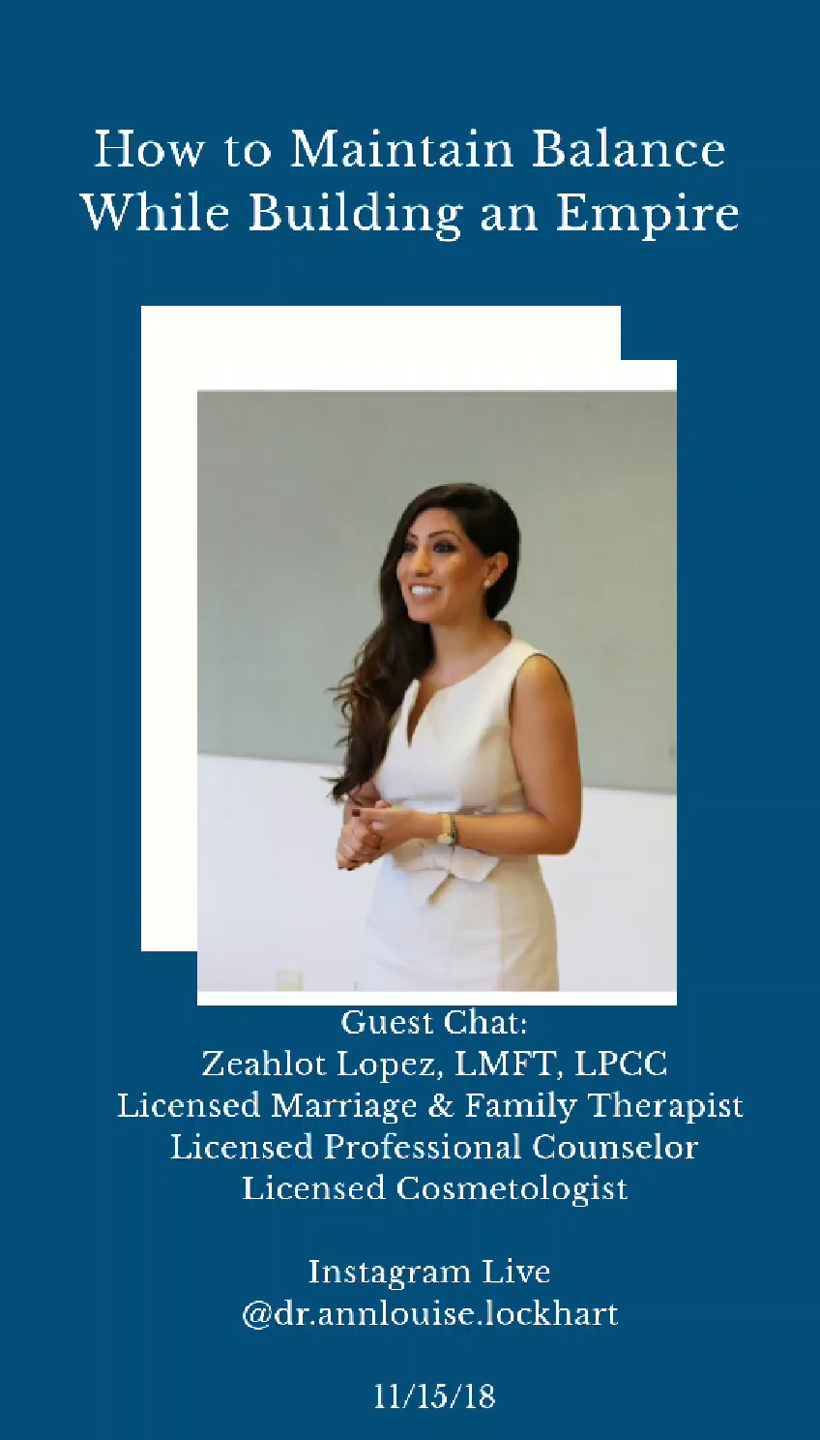 How to Maintain Balance
While Building an Empire
Guest Chat:
Zeahlot Lopez, LMFT, LPCC
Licensed Marriage & Family Therapist
Licensed Professional Counselor
Licensed Cosmetologist
Instagram Live
@dr.annlouise.lockhart
11/15/18